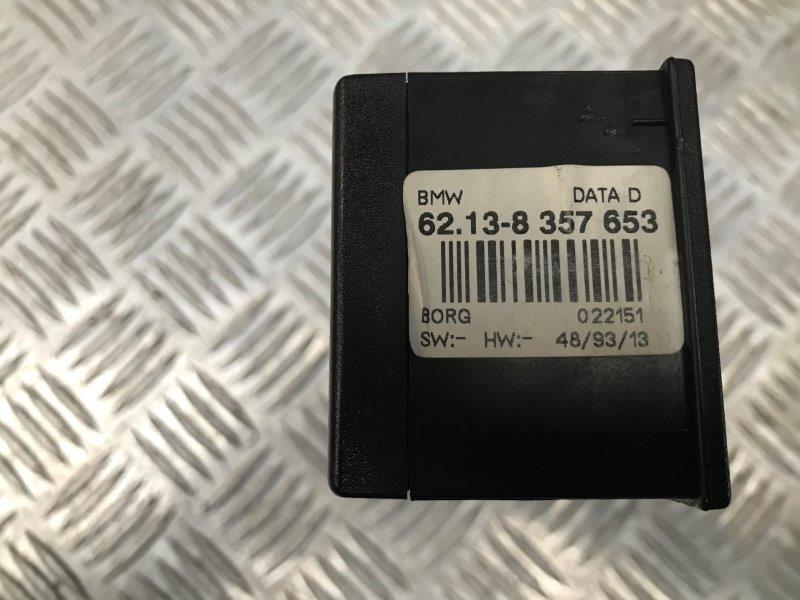 BMW DATA D
62.13-8 357 653
BORG 022151
SW:- HW:- 48/93/13